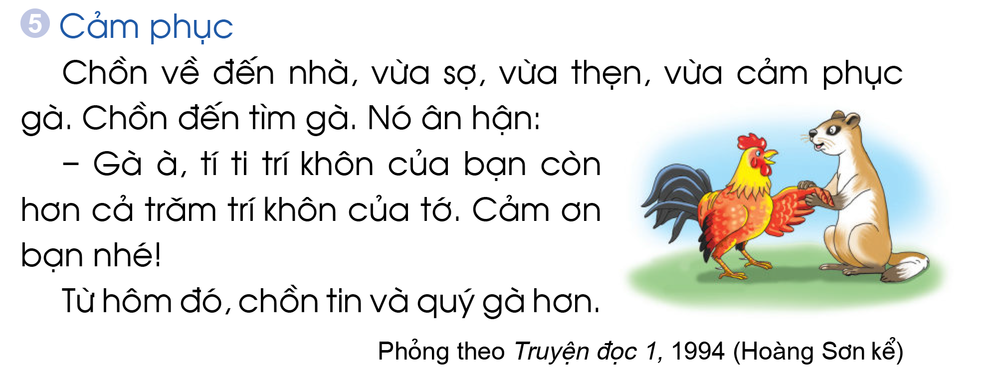 5 Cảm phục
Chồn về đến nhà, vừa sợ, vừa thẹn, vừa cảm phục
gà. Chồn đến tìm gà. Nó ân hận:
– Gà à, tí ti trí khôn của bạn còn
hơn cả trăm trí khôn của tớ. Cảm ơn
bạn nhé!
Từ hôm đó, chồn tin và quý gà hơn.
Phỏng theo Truyện đọc 1, 1994 (Hoàng Sơn kể)